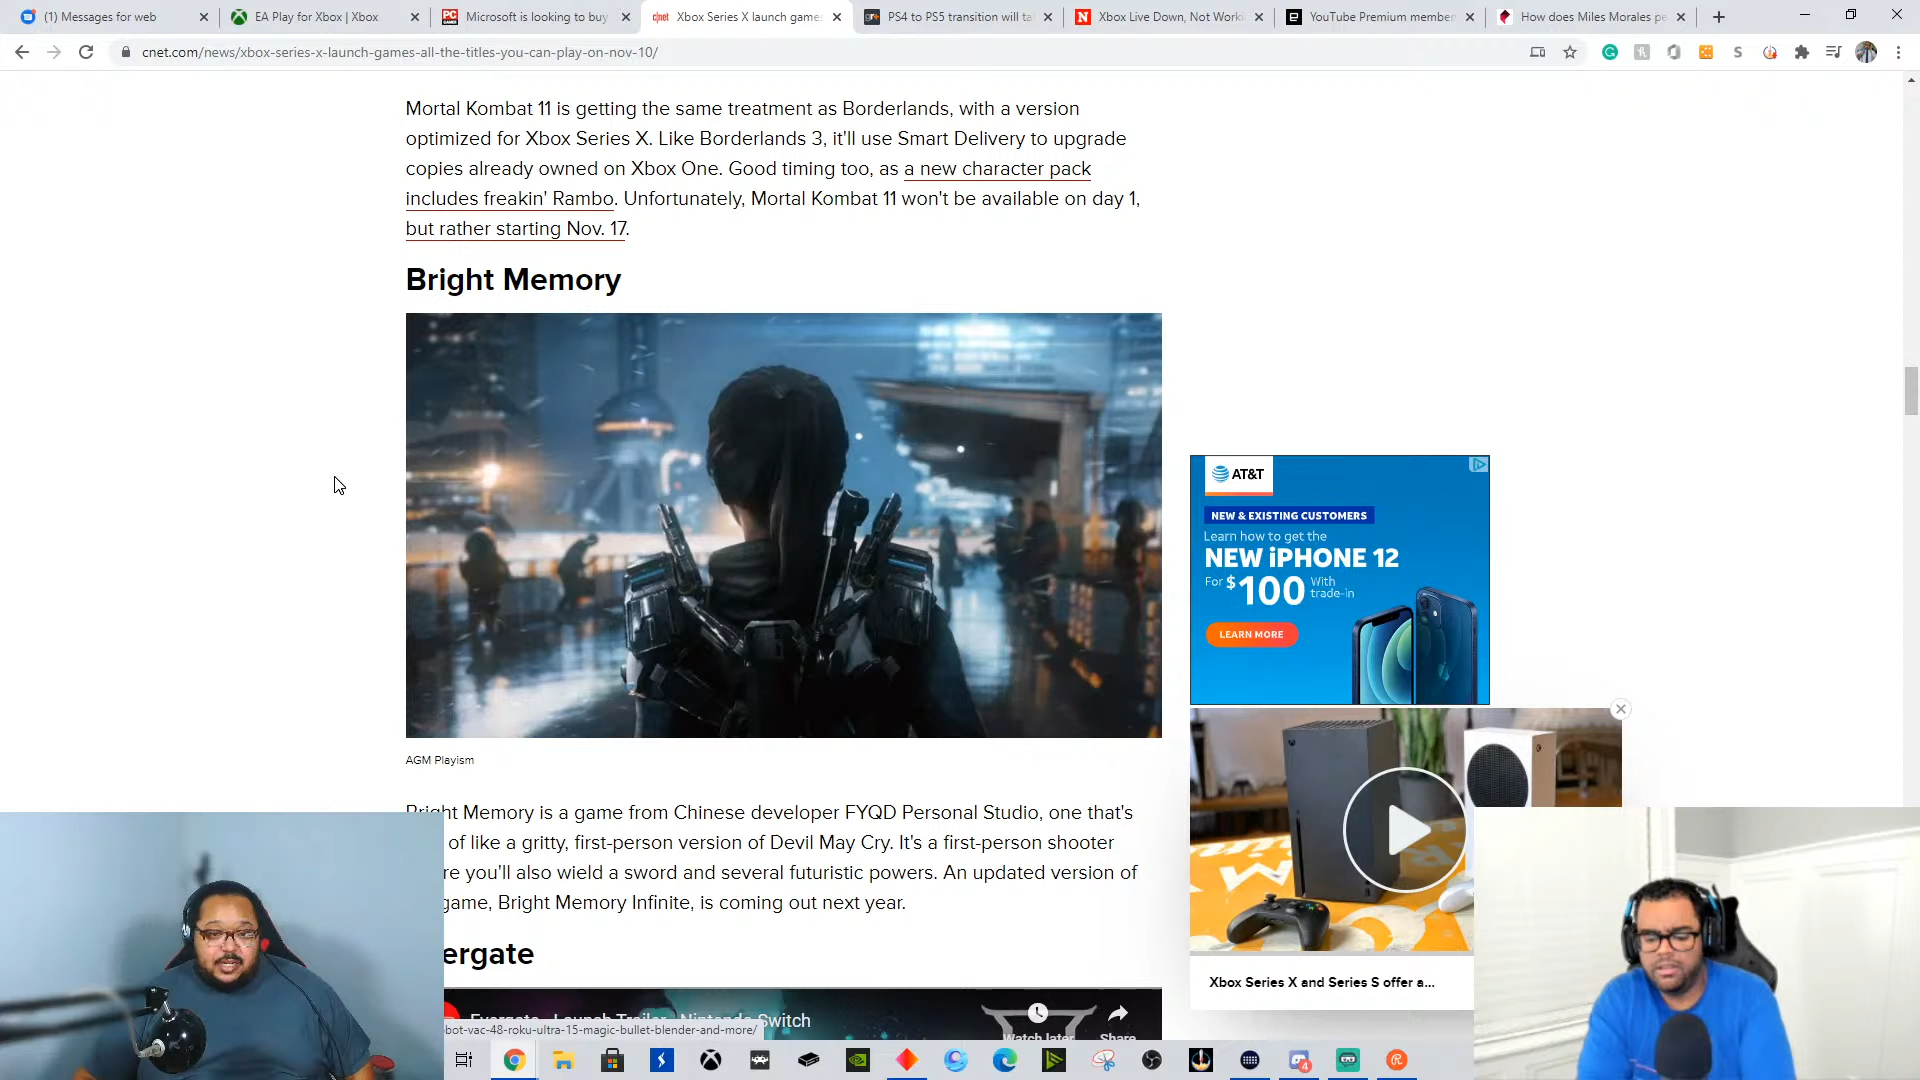 (1) Messages for web
EA Play for Xbox | Xbox
Microsoft is looking to buy
Xbox Series X launch games
PS4 to PS5 transition will ta
Xbox Live Down, Not Worki
YouTube Premium member
How does Miles Morales pe
cnet.com/news/xbox-series-x-launch-games-all-the-titles-you-can-play-on-nov-10/
Mortal Kombat 11 is getting the same treatment as Borderlands, with a version
optimized for Xbox Series X. Like Borderlands 3, it'll use Smart Delivery to upgrade
copies already owned on Xbox One. Good timing too, as a new character pack
includes freakin' Rambo. Unfortunately, Mortal Kombat 11 won't be available on day 1,
but rather starting Nov. 17.
Bright Memory
AGM Playism
Bright Memory is a game from Chinese developer FYQD Personal Studio, one that's
of like a gritty, first-person version of Devil May Cry. It's a first-person shooter
re you'll also wield a sword and several futuristic powers. An updated version of
game, Bright Memory Infinite, is coming out next year.
ergate
Evergate - Launch Trailer - Nintendo Switch
Watch later
Share
bot-vac-48-roku-ultra-15-magic-bullet-blender-and-more/
AT&T
NEW & EXISTING CUSTOMERS
Learn how to get the
NEW iPHONE 12
For $100 With
trade-in
LEARN MORE
Xbox Series X and Series S offer a...